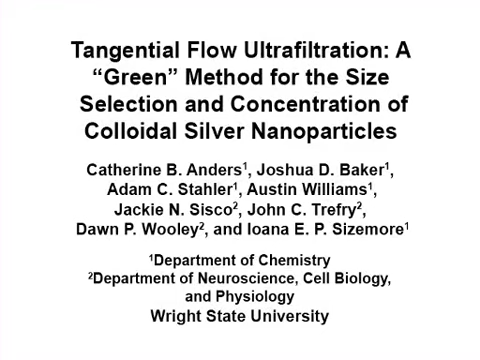 Tangential Flow Ultrafiltration: A
“Green” Method for the Size
Selection and Concentration of
Colloidal Silver Nanoparticles
Catherine B. Anders¹, Joshua D. Baker¹,
Adam C. Stahler¹, Austin Williams¹,
Jackie N. Sisco², John C. Trefry²,
Dawn P. Wooley², and Ioana E. P. Sizemore¹
¹Department of Chemistry
²Department of Neuroscience, Cell Biology,
and Physiology
Wright State University